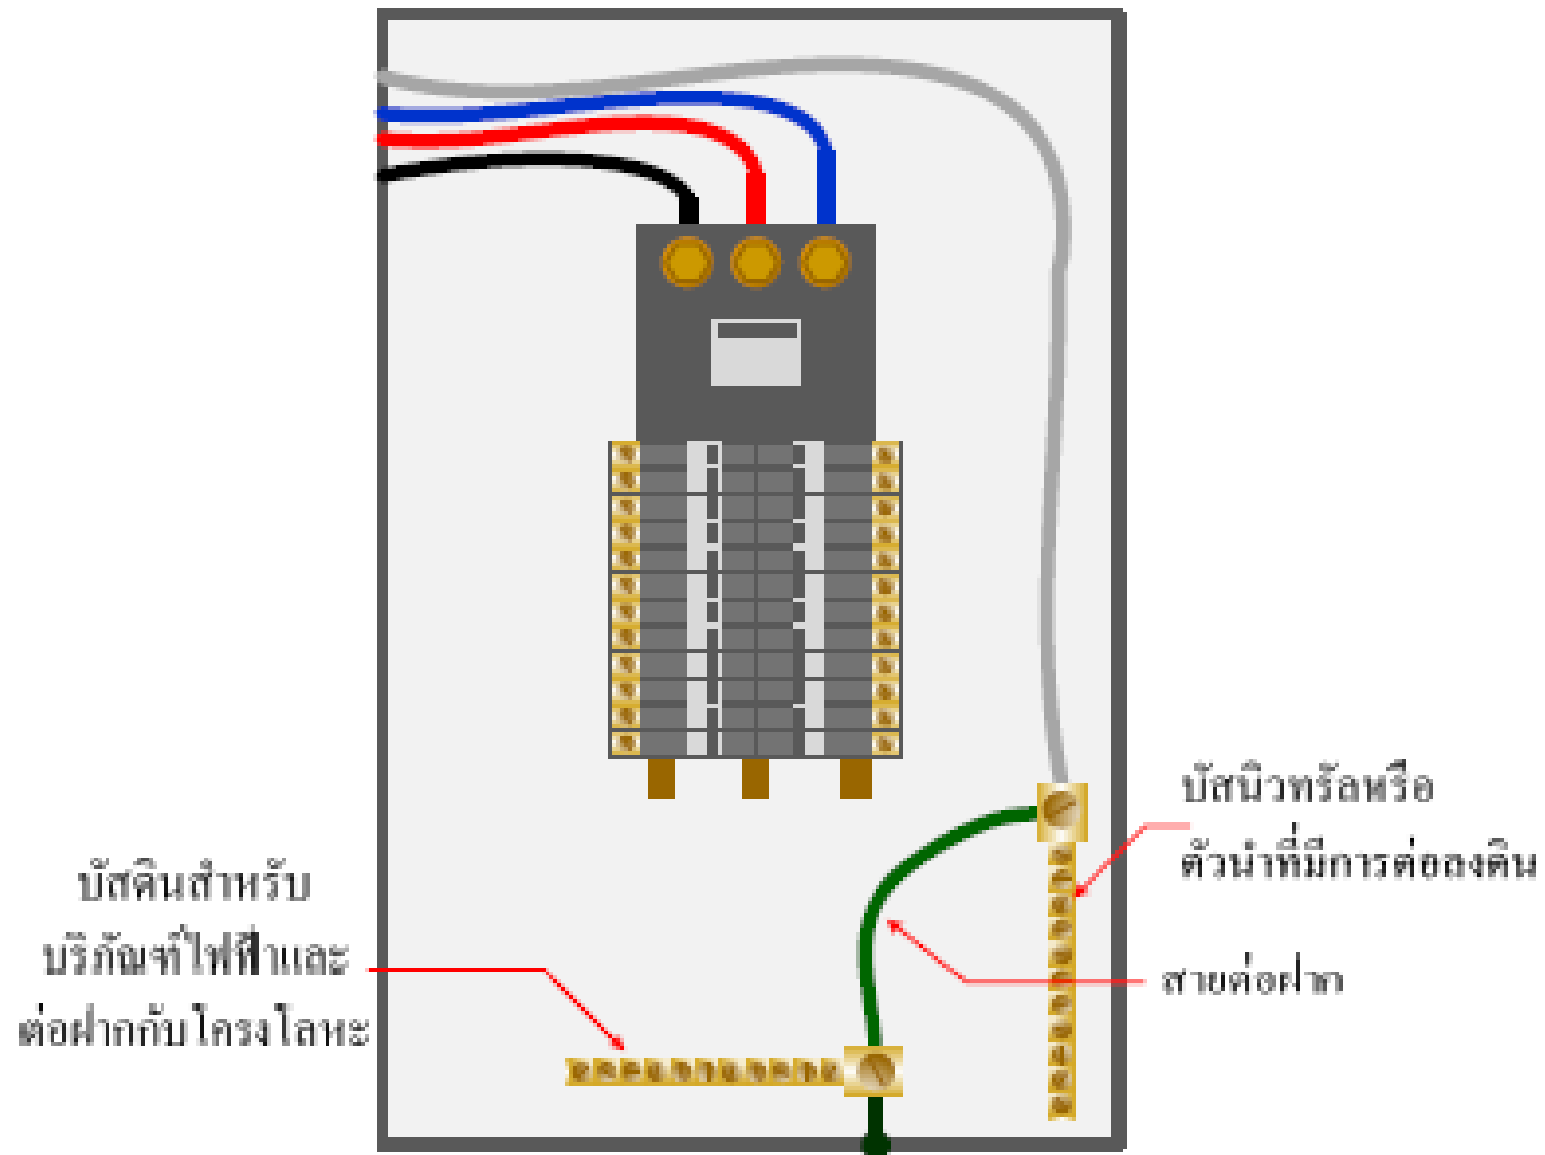 บัสนิวทรัลหรือ
ตัวนำที่มีการต่อลงดิน
บัสดินสำหรับ
บริภัณฑ์ไฟฟ้าและ
ต่อฝากกับโครงโลหะ
สายต่อฝาก